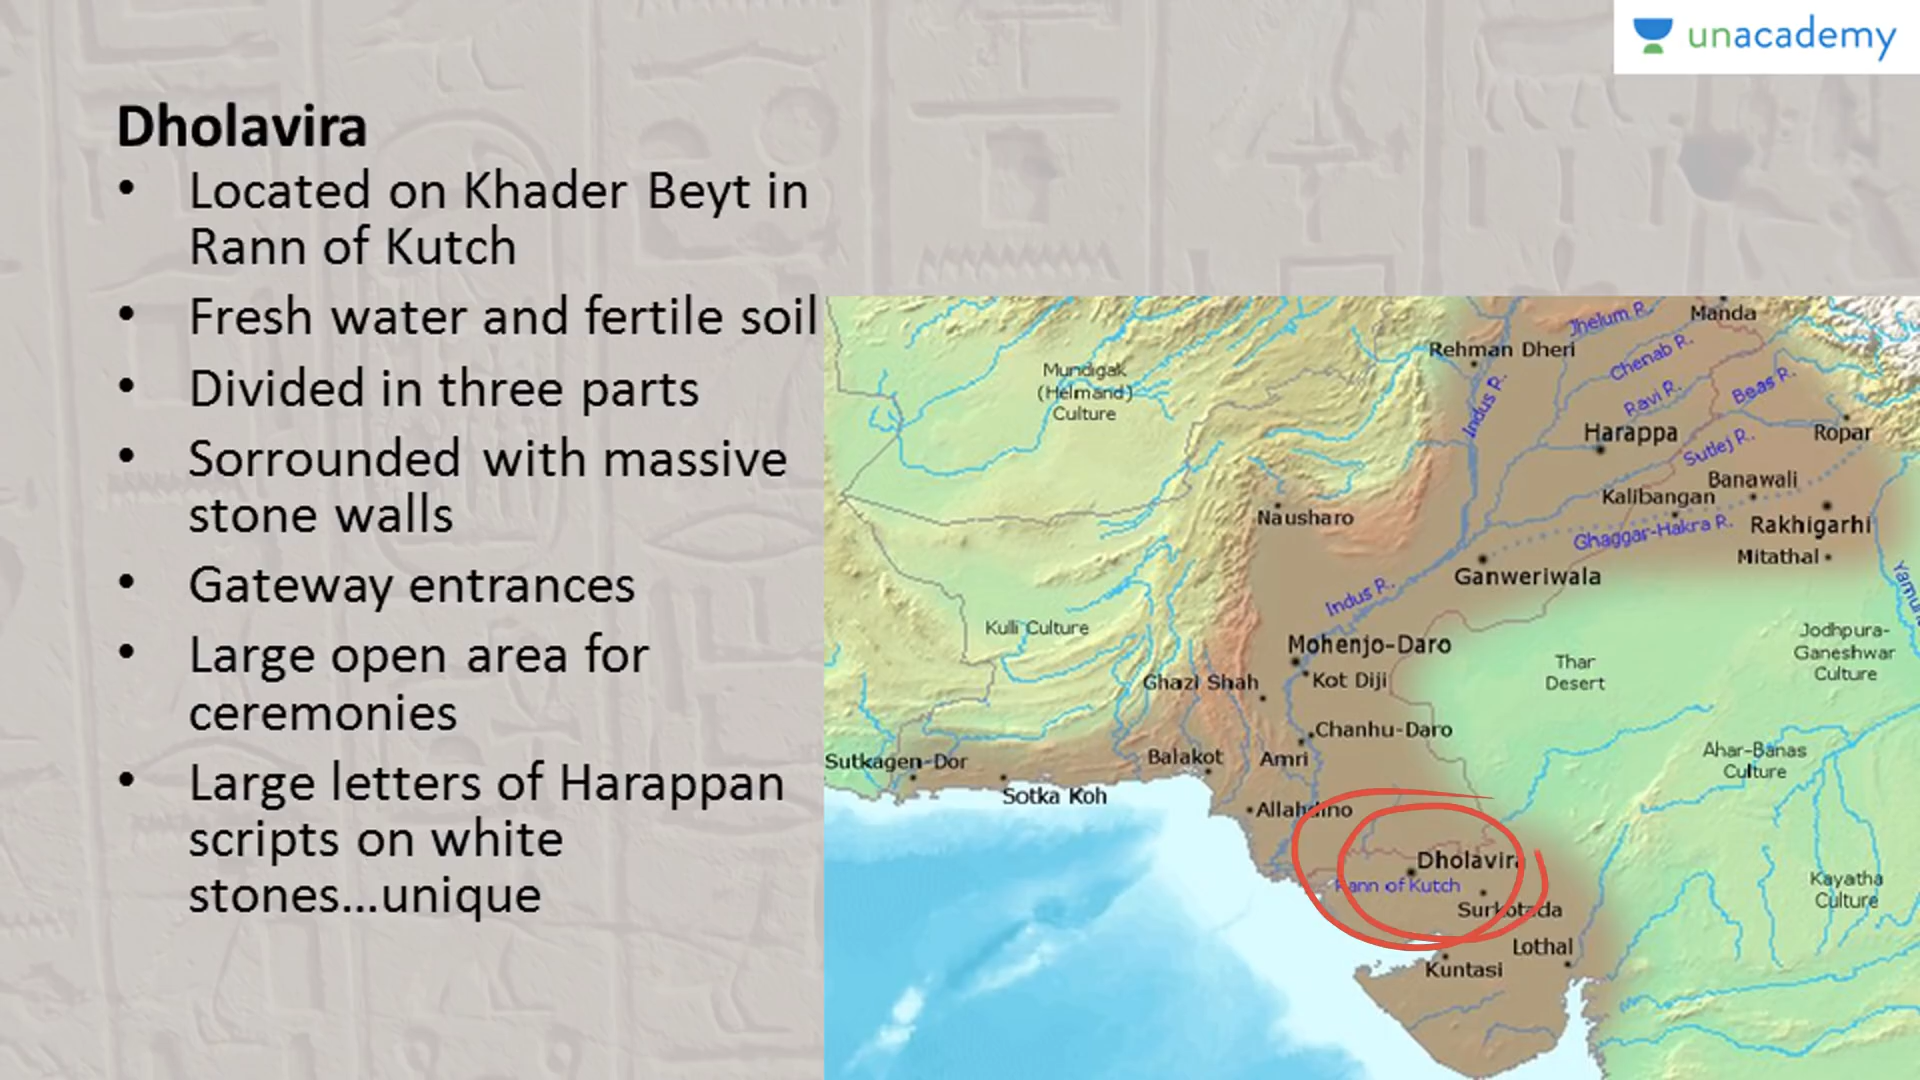 unacademy
Dholavira
• Located on Khader Beyt in
Rann of Kutch
• Fresh water and fertile soil
• Divided in three parts
• Sorrounded with massive
stone walls
• Gateway entrances
• Large open area for
ceremonies
• Large letters of Harappan
scripts on white
stones...unique
Manda
Jhelum R.
Rehman Dheri
Chenab R.
Mundigak
(Helmand)
Culture
Beas R.
Ravi R.
Indus R.
Harappa
Ropar
Sutlej R.
Banawali
Kalibangan
Nausharo
Rakhigarhi
Ghaggar-Hakra R.
Mitathal
Ganweriwala
Indus R.
Kulli Culture
Jodhpura-
Ganeshwar
Culture
Mohenjo-Daro
Thar
Desert
Kot Diji
Ghazi Shah
Chanhu-Daro
Ahar-Banas
Culture
Balakot
Amri
Sutkagen-Dor
Sotka Koh
Allahdino
Dholavira
Rann of Kutch
Kayatha
Culture
Surkotada
Lothal
Kuntasi